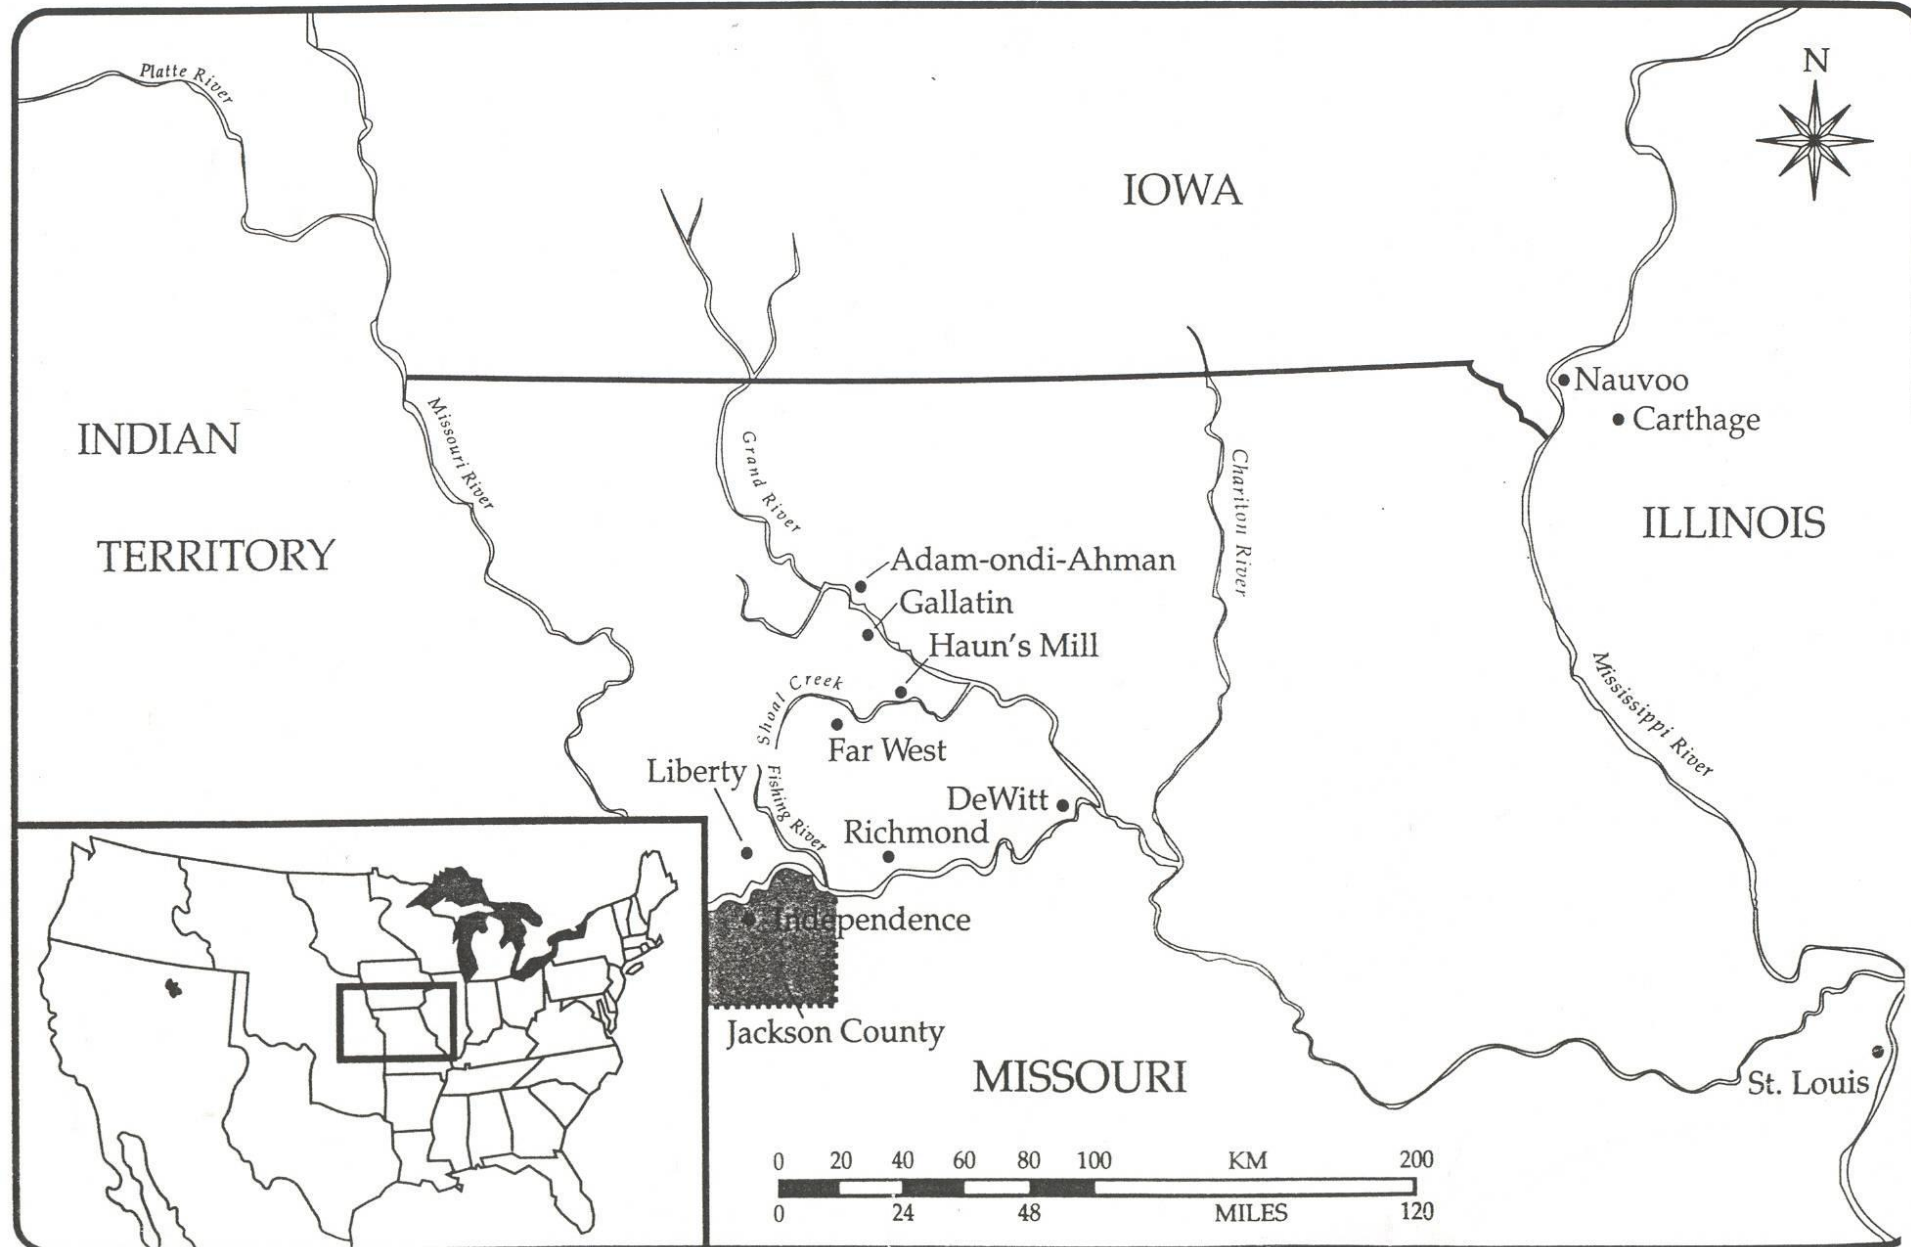 Platte River
N
IOWA
Nauvoo
Carthage
INDIAN
TERRITORY
Missouri River
Grand River
Chariton River
ILLINOIS
Adam-ondi-Ahman
Gallatin
Haun's Mill
Shoal Creek
Far West
Mississippi River
Liberty
Fishing River
DeWitt
Richmond
Independence
Jackson County
MISSOURI
St. Louis
0 20 40 60 80 100 KM 200
0 24 48 MILES 120